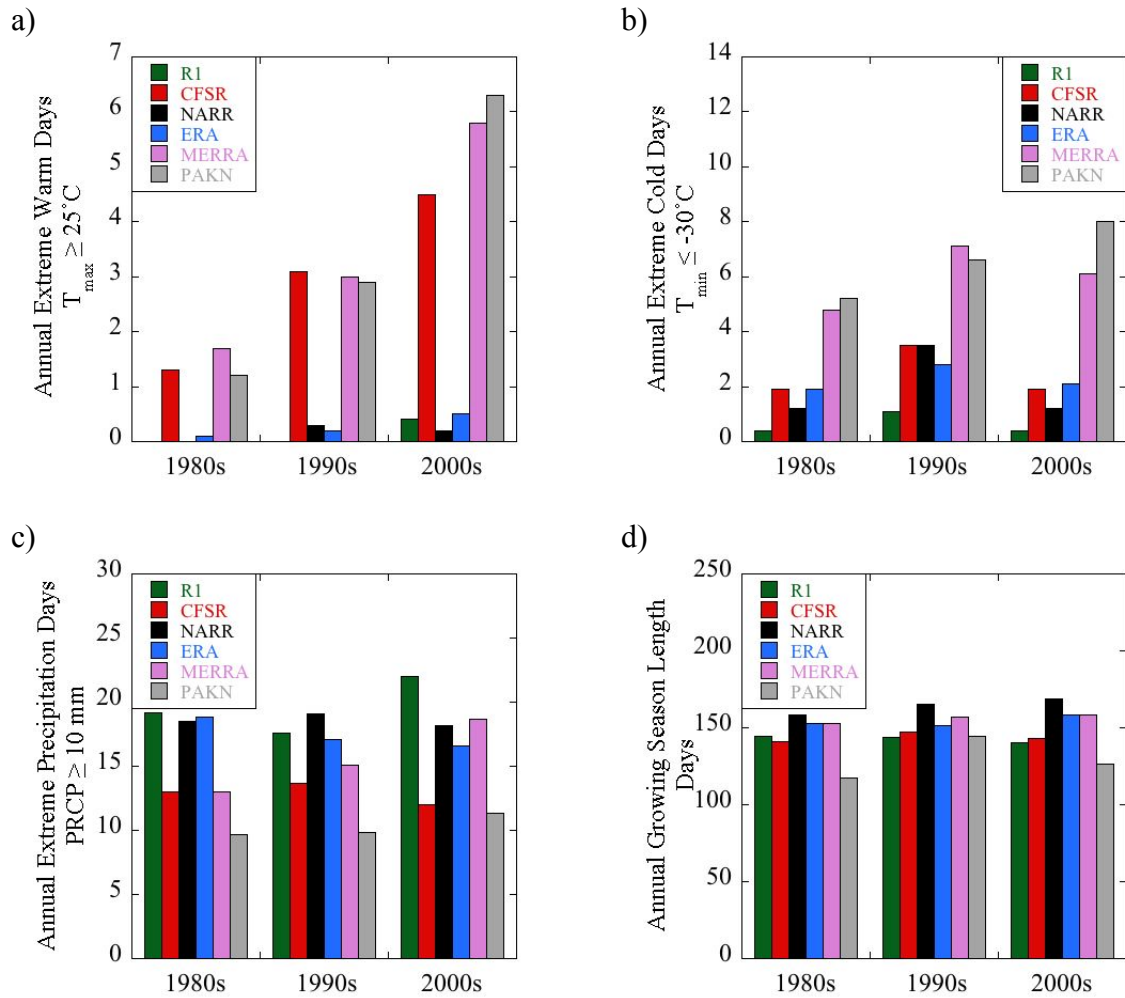 a)
Annual Extreme Warm Days
T max ≥ 25˚C
7
6
5
4
3
2
1
0
R1
CFSR
NARR
ERA
MERRA
PAKN
1980s
1990s
2000s
b)
Annual Extreme Cold Days
T min ≤ -30˚C
14
12
10
8
6
4
2
0
R1
CFSR
NARR
ERA
MERRA
PAKN
1980s
1990s
2000s
c)
Annual Extreme Precipitation Days
PRCP ≥ 10 mm
30
25
20
15
10
5
0
R1
CFSR
NARR
ERA
MERRA
PAKN
1980s
1990s
2000s
d)
Annual Growing Season Length
Days
250
200
150
100
50
0
R1
CFSR
NARR
ERA
MERRA
PAKN
1980s
1990s
2000s